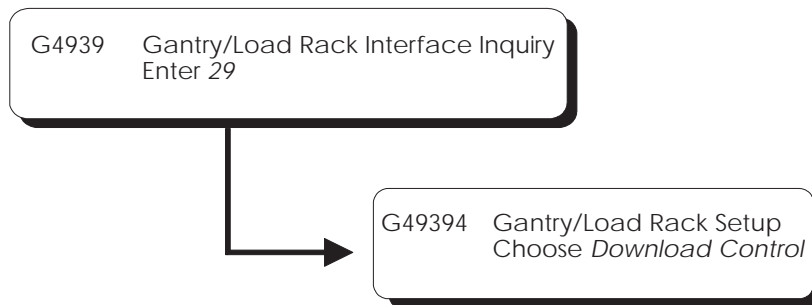 G4939 Gantry/Load Rack Interface Inquiry
Enter 29
G49394 Gantry/Load Rack Setup
Choose Download Control